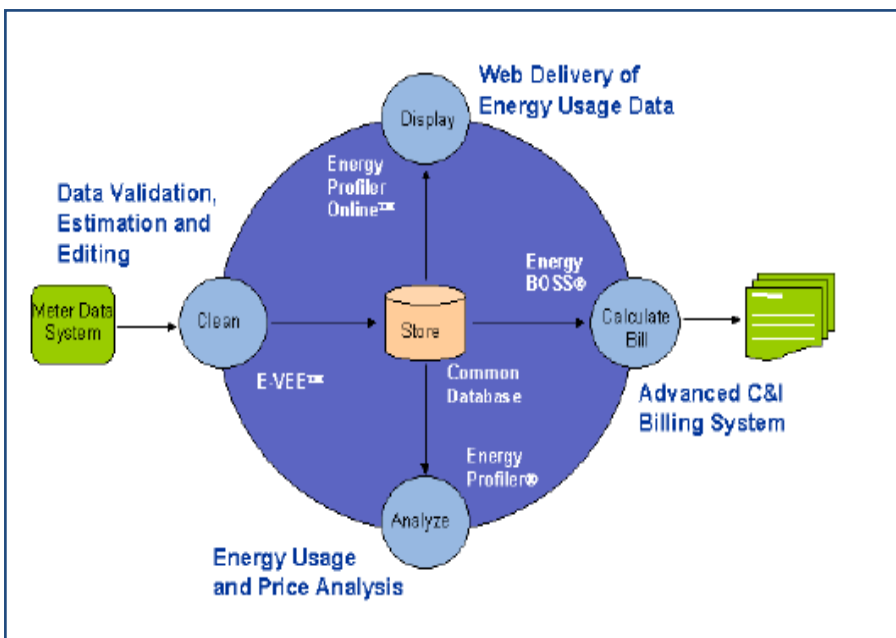 Web Delivery of
Energy Usage Data
Display
Energy
Profiler
Online™
Data Validation,
Estimation and
Editing
Energy
BOSS®
Meter Data
System
Clean
Store
Calculate
Bill
E-VEE™
Common
Database
Advanced C&I
Billing System
Energy
Profiler®
Analyze
Energy Usage
and Price Analysis